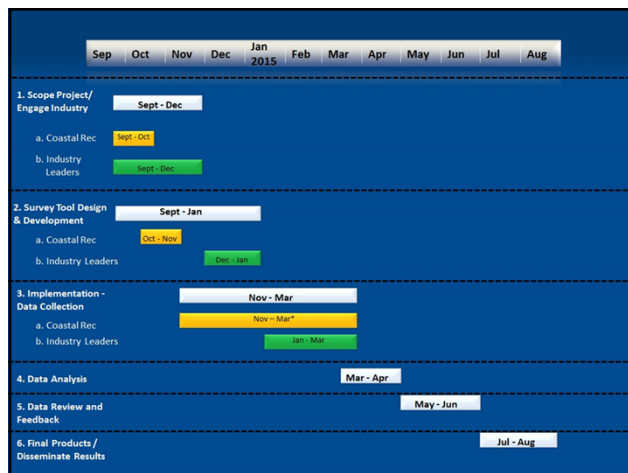 Sep Oct Nov Dec Jan 2015 Feb Mar Apr May Jun Jul Aug
1. Scope Project/
Engage Industry
Sept - Dec
a. Coastal Rec
Sept - Oct
b. Industry
Leaders
Sept - Dec
2. Survey Tool Design
& Development
Sept - Jan
a. Coastal Rec
Oct - Nov
b. Industry Leaders
Dec - Jan
3. Implementation -
Data Collection
Nov - Mar
a. Coastal Rec
Nov – Mar*
b. Industry Leaders
Jan - Mar
4. Data Analysis
Mar - Apr
5. Data Review and
Feedback
May - Jun
6. Final Products /
Disseminate Results
Jul - Aug